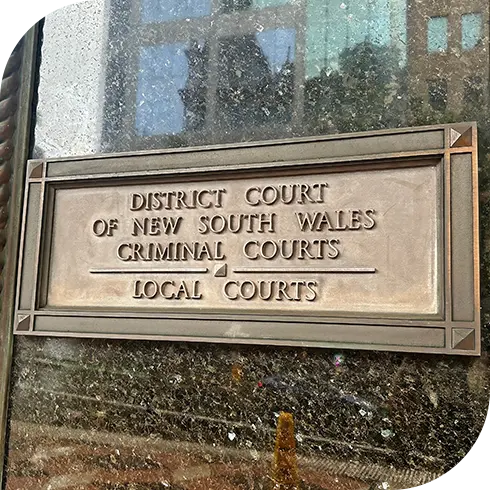 DISTRICT COURT
OF NEW SOUTH WALES
CRIMINAL COURTS
LOCAL COURTS